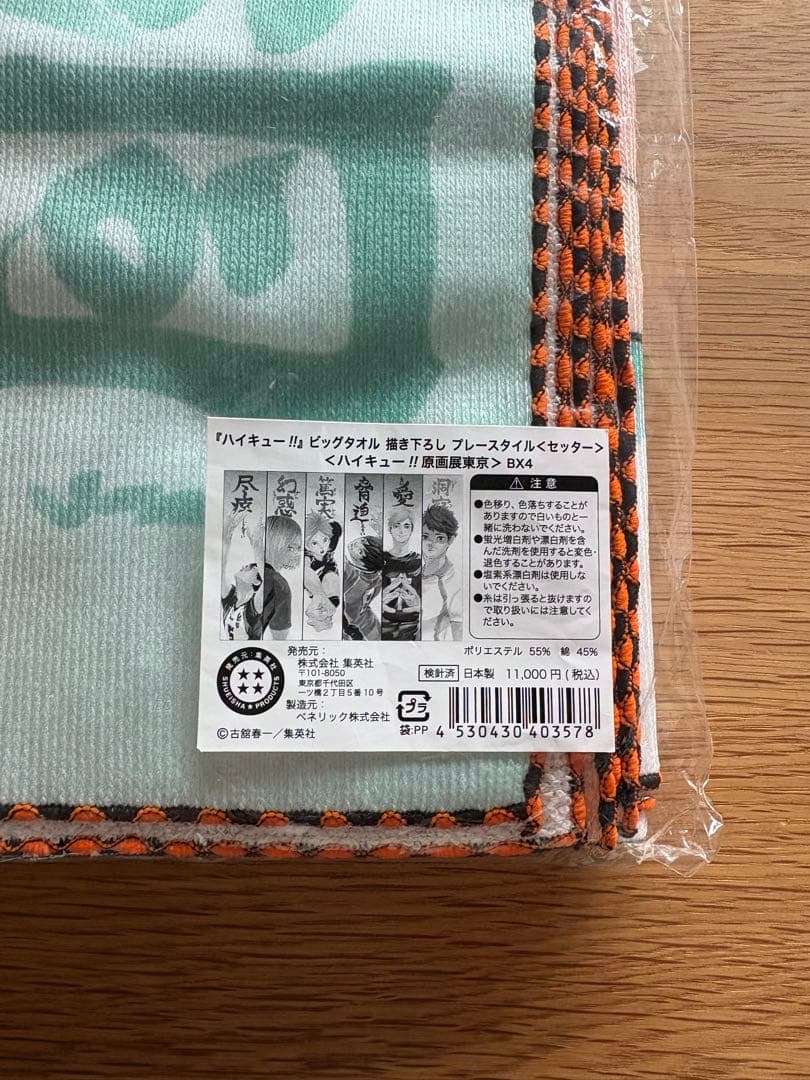 『ハイキュー!!』ビッグタオル 描き下ろし プレースタイル<セッター>
<ハイキュー!!原画展東京> BX4
幻惑
篤実
脅迫
愛
洞察
注意
●色移り、色落ちすることが
ありますので白いものと一
緒に洗わないでください。
●蛍光増白剤や漂白剤を含
んだ洗剤を使用すると変色・
退色することがあります。
●塩素系漂白剤は使用しな
いでください。
●糸は引っ張ると抜けますの
で取り扱いには注意してく
ださい。
ポリエステル 55% 綿 45%
発売元:
株式会社 集英社
〒101-8050
東京都千代田区
一ツ橋2丁目5番10号
製造元:
ベネリック株式会社
©古舘春一/集英社
発売元:集英社
SHUEISHA★PRODUCTS
検針済 日本製 11,000円(税込)
プラ
袋:PP
4 530430 403578